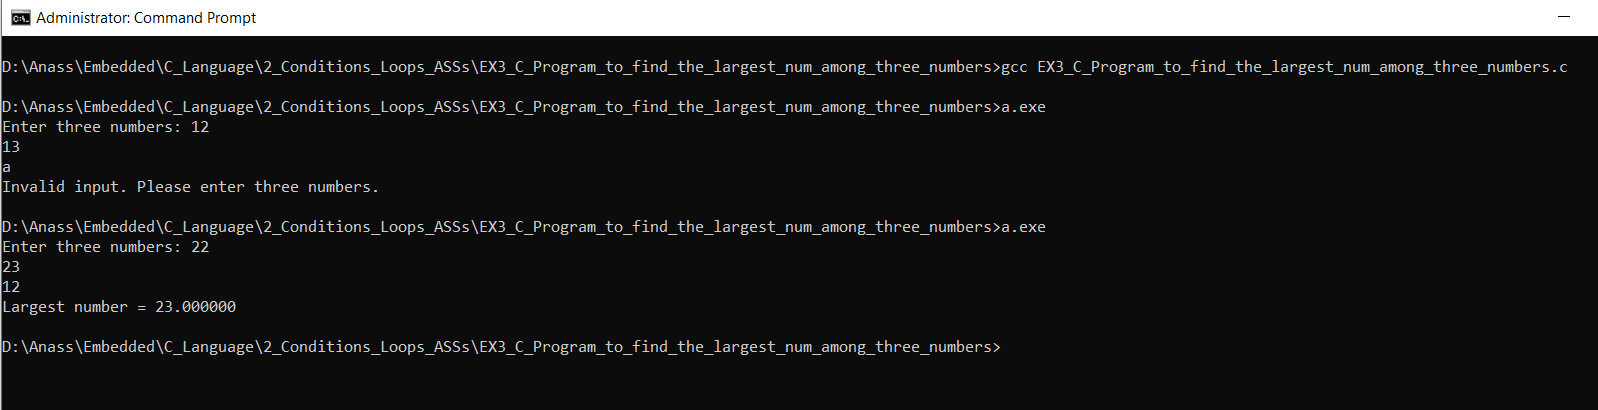 Administrator: Command Prompt
D:\Anass\Embedded\C_Language\2_Conditions_Loops_ASSs\EX3_C_Program_to_find_the_largest_num_among_three_numbers>gcc EX3_C_Program_to_find_the_largest_num_among_three_numbers.c
D:\Anass\Embedded\C_Language\2_Conditions_Loops_ASSs\EX3_C_Program_to_find_the_largest_num_among_three_numbers>a.exe
Enter three numbers: 12
13
a
Invalid input. Please enter three numbers.
D:\Anass\Embedded\C_Language\2_Conditions_Loops_ASSs\EX3_C_Program_to_find_the_largest_num_among_three_numbers>a.exe
Enter three numbers: 22
23
12
Largest number = 23.000000
D:\Anass\Embedded\C_Language\2_Conditions_Loops_ASSs\EX3_C_Program_to_find_the_largest_num_among_three_numbers>